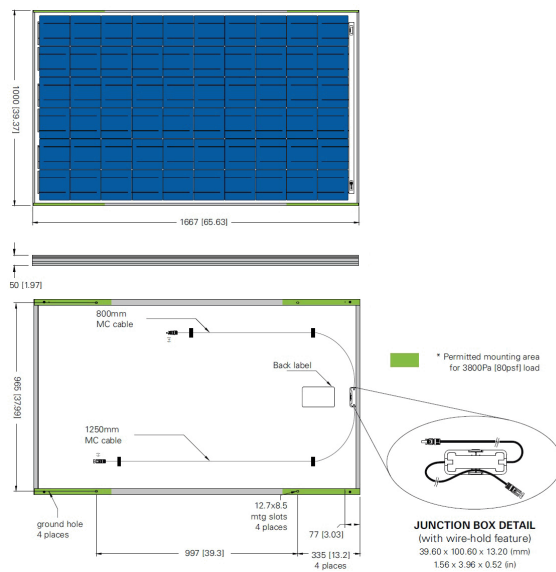 1000 [39.37]
1667 [65.63]
50 [1.97]
800mm
MC cable
Back label
965 [37.99]
1250mm
MC cable
* Permitted mounting area
for 3800Pa [80psf] load
ground hole
4 places
12.7x8.5
mtg slots
4 places
77 [3.03]
997 [39.3]
335 [13.2]
4 places
JUNCTION BOX DETAIL
(with wire-hold feature)
39.60 x 100.60 x 13.20 (mm)
1.56 x 3.96 x 0.52 (in)